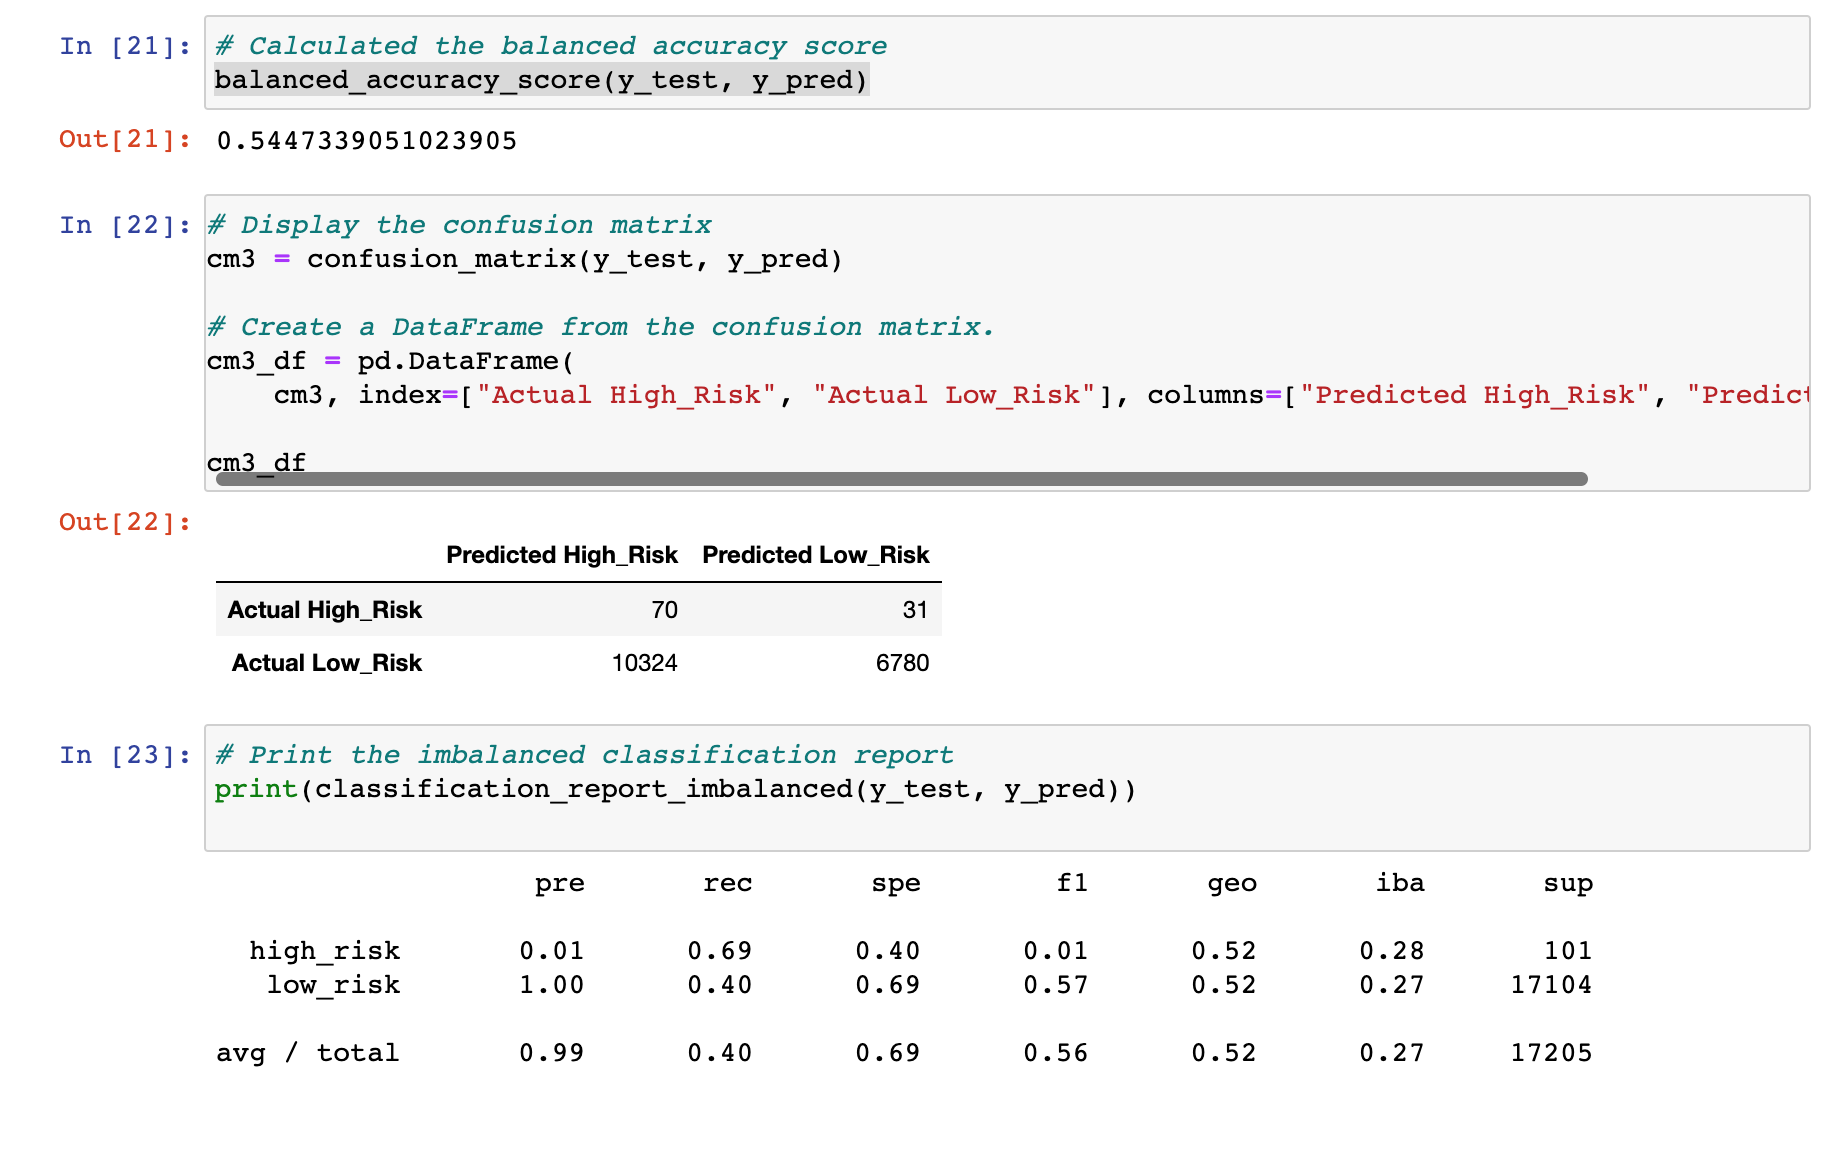 In [21]: # Calculated the balanced accuracy score
balanced_accuracy_score(y_test, y_pred)
Out[21]: 0.5447339051023905
In [22]: # Display the confusion matrix
cm3 = confusion_matrix(y_test, y_pred)
# Create a DataFrame from the confusion matrix.
cm3_df = pd.DataFrame(
cm3, index=["Actual High_Risk", "Actual Low_Risk"], columns=["Predicted High_Risk", "Predict
cm3_df
Out[22]:
Predicted High_Risk Predicted Low_Risk
Actual High_Risk 70 31
Actual Low_Risk 10324 6780
In [23]: # Print the imbalanced classification report
print(classification_report_imbalanced(y_test, y_pred))
pre rec spe f1 geo iba sup
high_risk 0.01 0.69 0.40 0.01 0.52 0.28 101
low_risk 1.00 0.40 0.69 0.57 0.52 0.27 17104
avg / total 0.99 0.40 0.69 0.56 0.52 0.27 17205